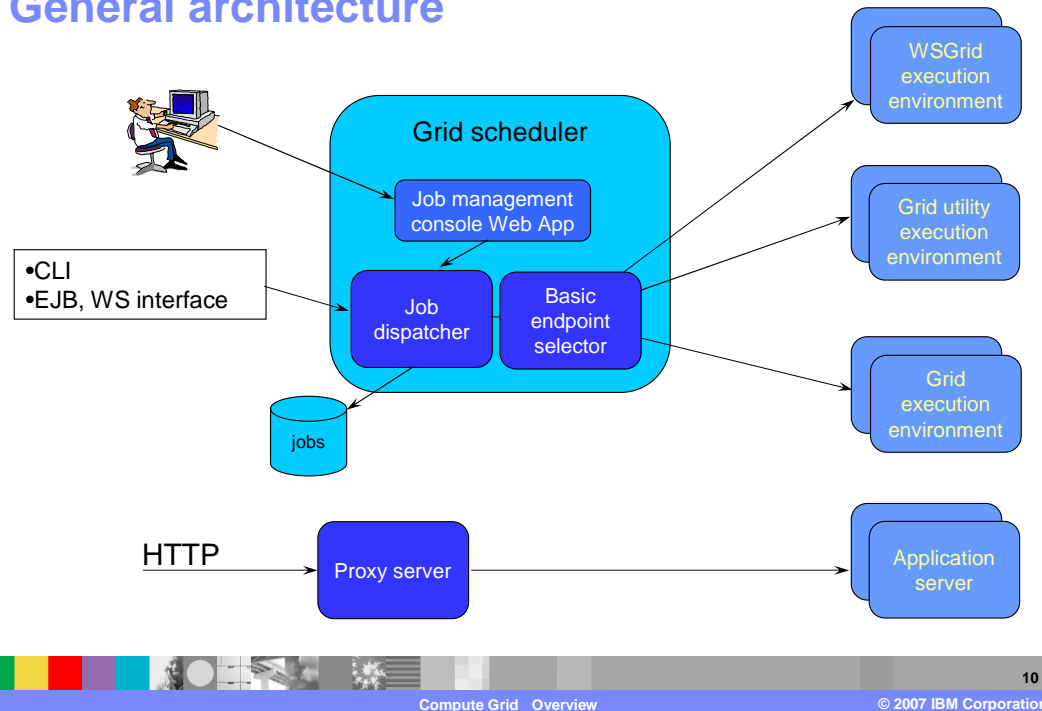 General architecture
WSGrid
execution
environment
Grid scheduler
Job management
console Web App
Grid utility
execution
environment
•CLI
•EJB, WS interface
Job
dispatcher
Basic
endpoint
selector
Grid
execution
environment
jobs
HTTP
Proxy server
Application
server
10
Compute Grid Overview
© 2007 IBM Corporation